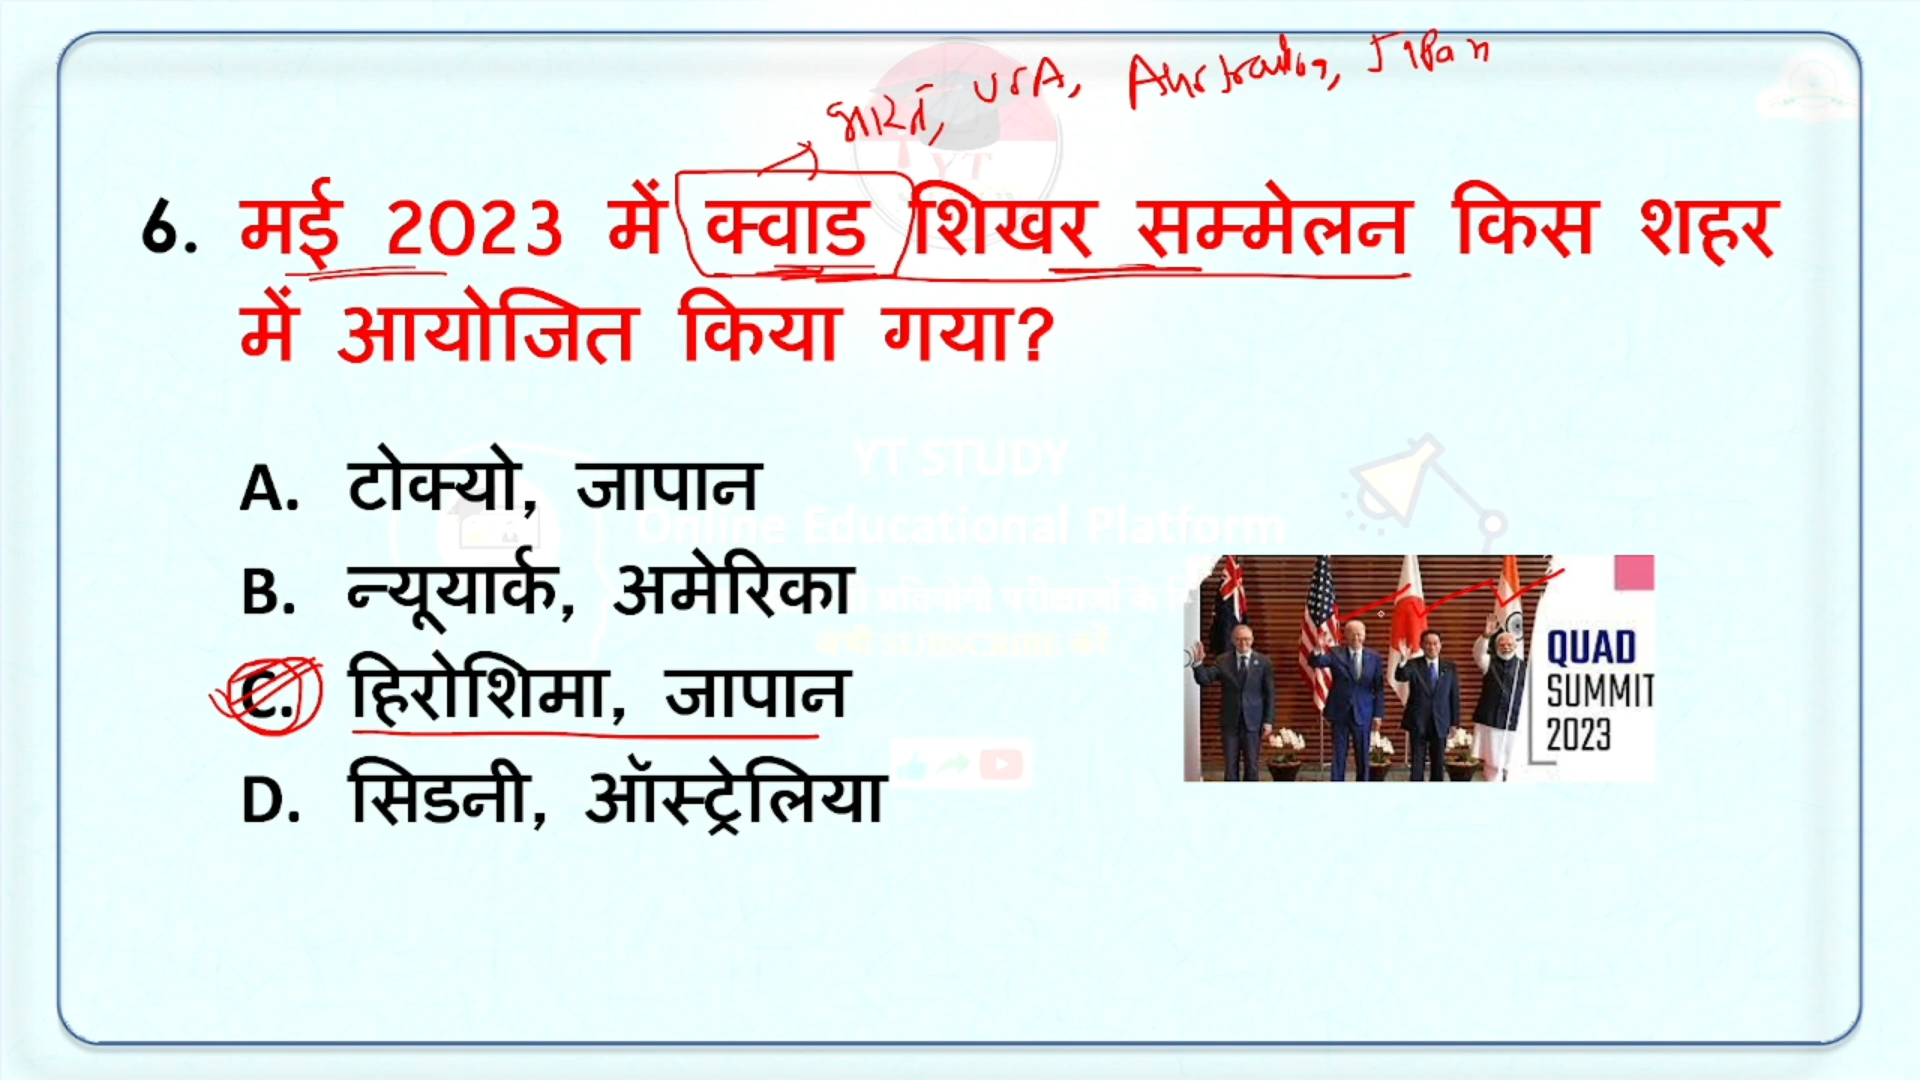 भारत, USA, Australia, Japan
6. मई 2023 में क्वाड शिखर सम्मेलन किस शहर
में आयोजित किया गया?
YT STUDY
Online Educational Platform
A. टोक्यो, जापान
B. न्यूयार्क, अमेरिका
C. हिरोशिमा, जापान
D. सिडनी, ऑस्ट्रेलिया
QUAD
SUMMIT
2023